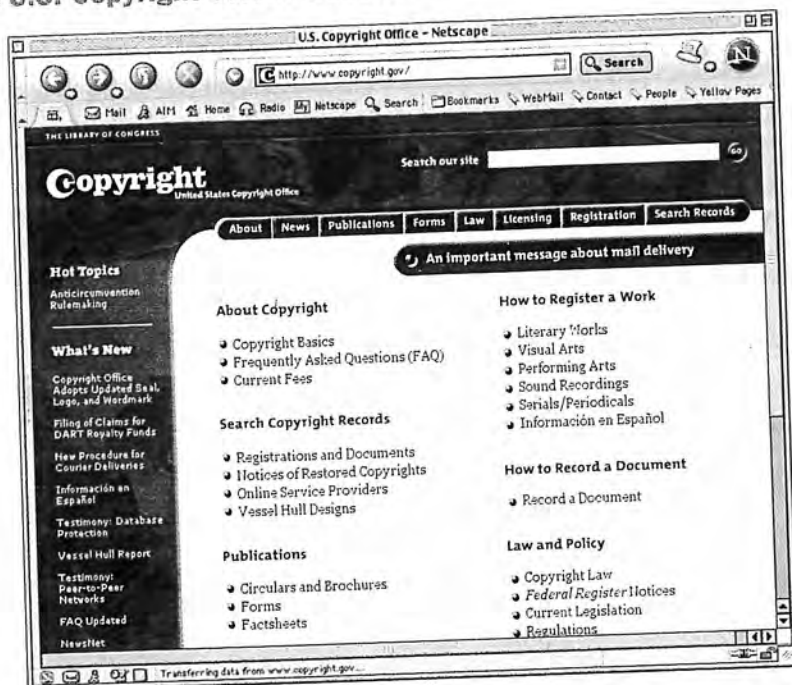 U.S. Copyright Office – Netscape
http://www.copyright.gov/
Search
N
Mail AIM Home Radio My Netscape Search Bookmarks WebMail Contact People Yellow Pages
THE LIBRARY OF CONGRESS
Copyright
United States Copyright Office
Search our site
GO
About News Publications Forms Law Licensing Registration Search Records
An important message about mail delivery
Hot Topics
Anticircumvention
Rulemaking
What's New
Copyright Office
Adopts Updated Seal,
Logo, and Wordmark
Filing of Claims for
DART Royalty Funds
New Procedure for
Courier Deliveries
Información en
Español
Testimony: Database
Protection
Vessel Hull Report
Testimony:
Peer-to-Peer
Networks
FAQ Updated
NewsNet
About Copyright
Copyright Basics
Frequently Asked Questions (FAQ)
Current Fees
Search Copyright Records
Registrations and Documents
Notices of Restored Copyrights
Online Service Providers
Vessel Hull Designs
Publications
Circulars and Brochures
Forms
Factsheets
How to Register a Work
Literary Works
Visual Arts
Performing Arts
Sound Recordings
Serials/Periodicals
Información en Español
How to Record a Document
Record a Document
Law and Policy
Copyright Law
Federal Register Notices
Current Legislation
Regulations
Transferring data from www.copyright.gov...